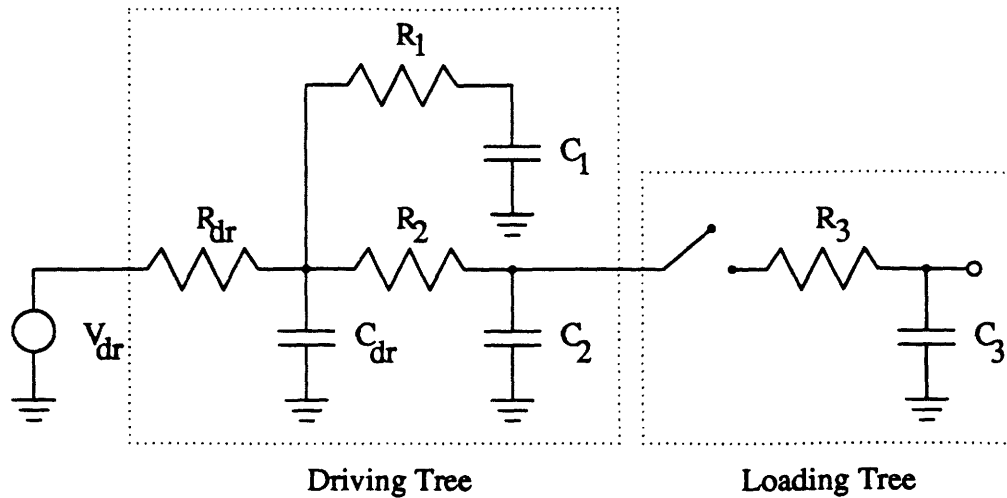 R1
C1
Rdr
R2
R3
Vdr
Cdr
C2
C3
Driving Tree
Loading Tree